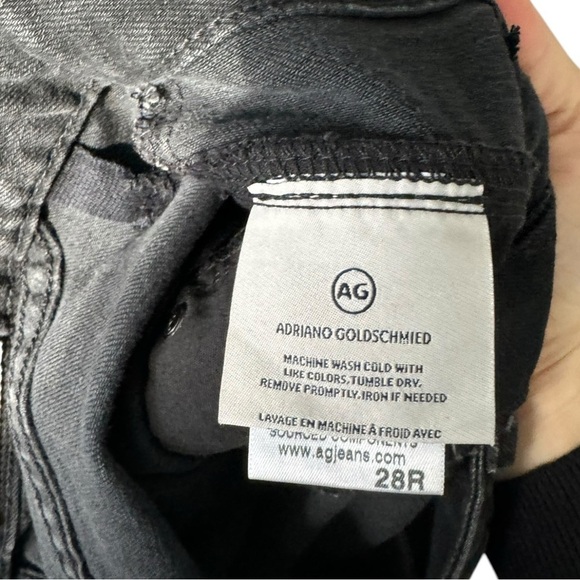 AG
ADRIANO GOLDSCHMIED
MACHINE WASH COLD WITH
LIKE COLORS, TUMBLE DRY.
REMOVE PROMPTLY. IRON IF NEEDED
LAVAGE EN MACHINE À FROID AVEC
SOURCED COMPONENTS
www.agjeans.com
28R